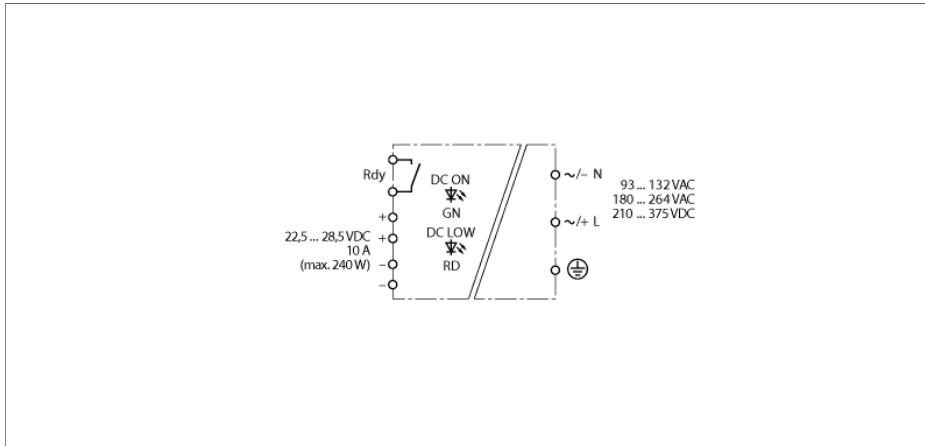 Rdy
DC ON
GN
DC LOW
RD
+
22,5 ... 28,5 VDC +
10 A
(max. 240 W) –
–
~/– N
~/+ L
93 ... 132 VAC
180 ... 264 VAC
210 ... 375 VDC